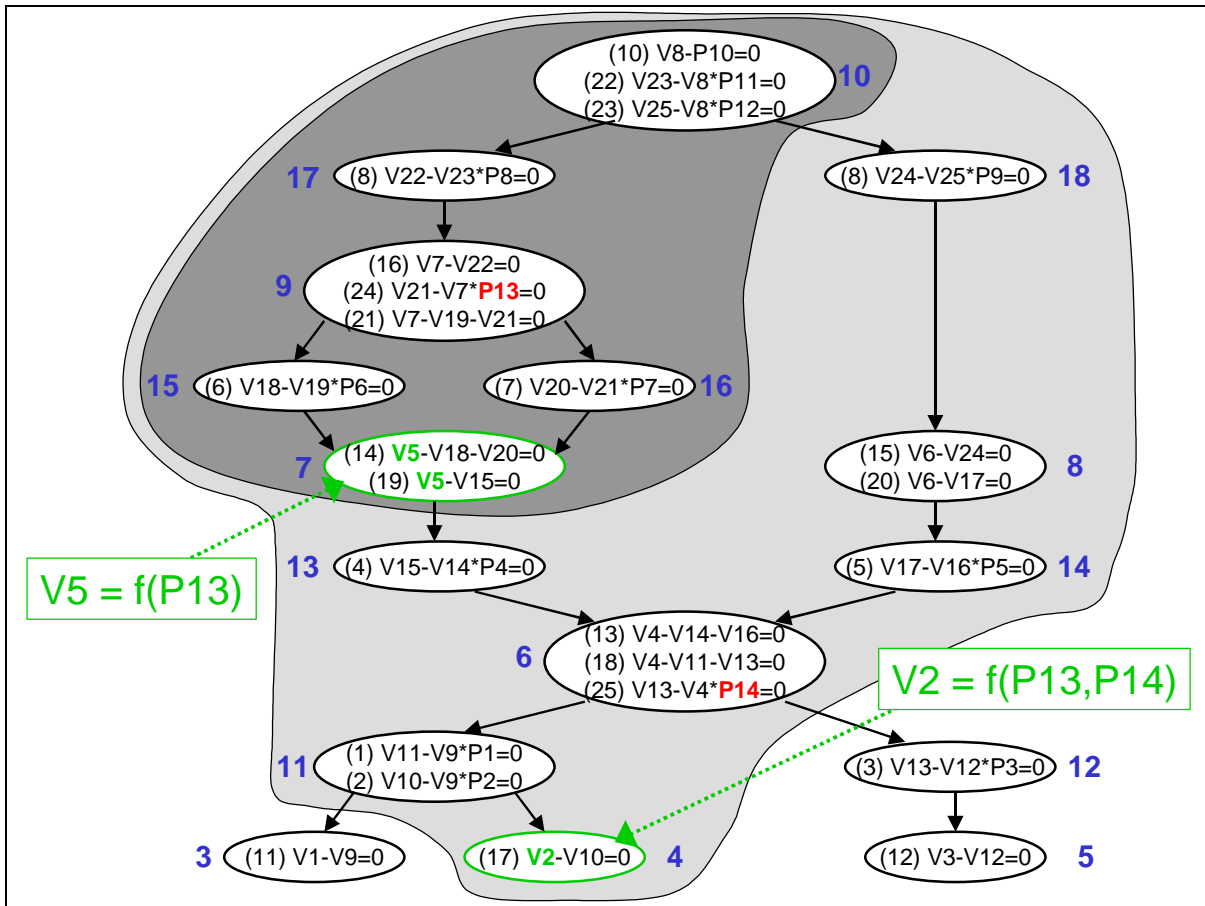 (10) V8-P10=0
(22) V23-V8*P11=0
(23) V25-V8*P12=0
10
17
(8) V22-V23*P8=0
(8) V24-V25*P9=0
18
9
(16) V7-V22=0
(24) V21-V7*P13=0
(21) V7-V19-V21=0
15
(6) V18-V19*P6=0
(7) V20-V21*P7=0
16
7
(14) V5-V18-V20=0
(19) V5-V15=0
(15) V6-V24=0
(20) V6-V17=0
8
13
(4) V15-V14*P4=0
(5) V17-V16*P5=0
14
V5 = f(P13)
6
(13) V4-V14-V16=0
(18) V4-V11-V13=0
(25) V13-V4*P14=0
V2 = f(P13,P14)
11
(1) V11-V9*P1=0
(2) V10-V9*P2=0
(3) V13-V12*P3=0
12
3
(11) V1-V9=0
(17) V2-V10=0
4
(12) V3-V12=0
5